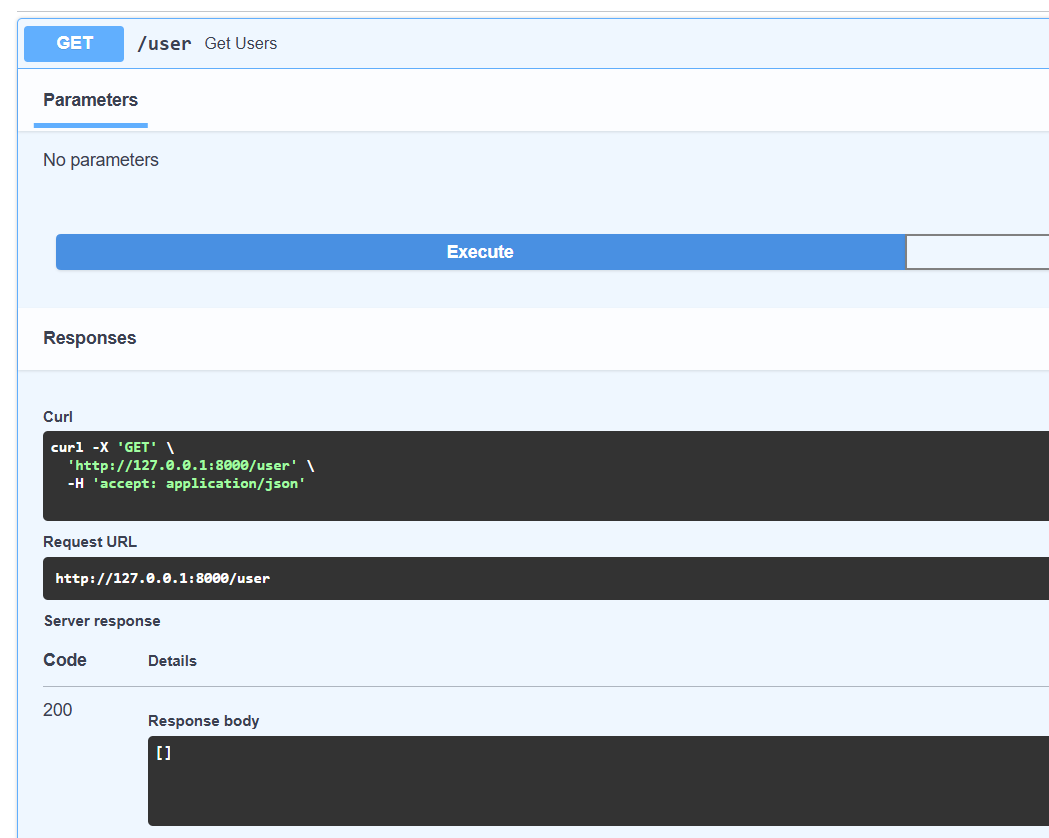 GET /user Get Users
Parameters
No parameters
Execute
Responses
Curl
curl -X 'GET' \
  'http://127.0.0.1:8000/user' \
  -H 'accept: application/json'
Request URL
http://127.0.0.1:8000/user
Server response
Code Details
200
Response body
[]